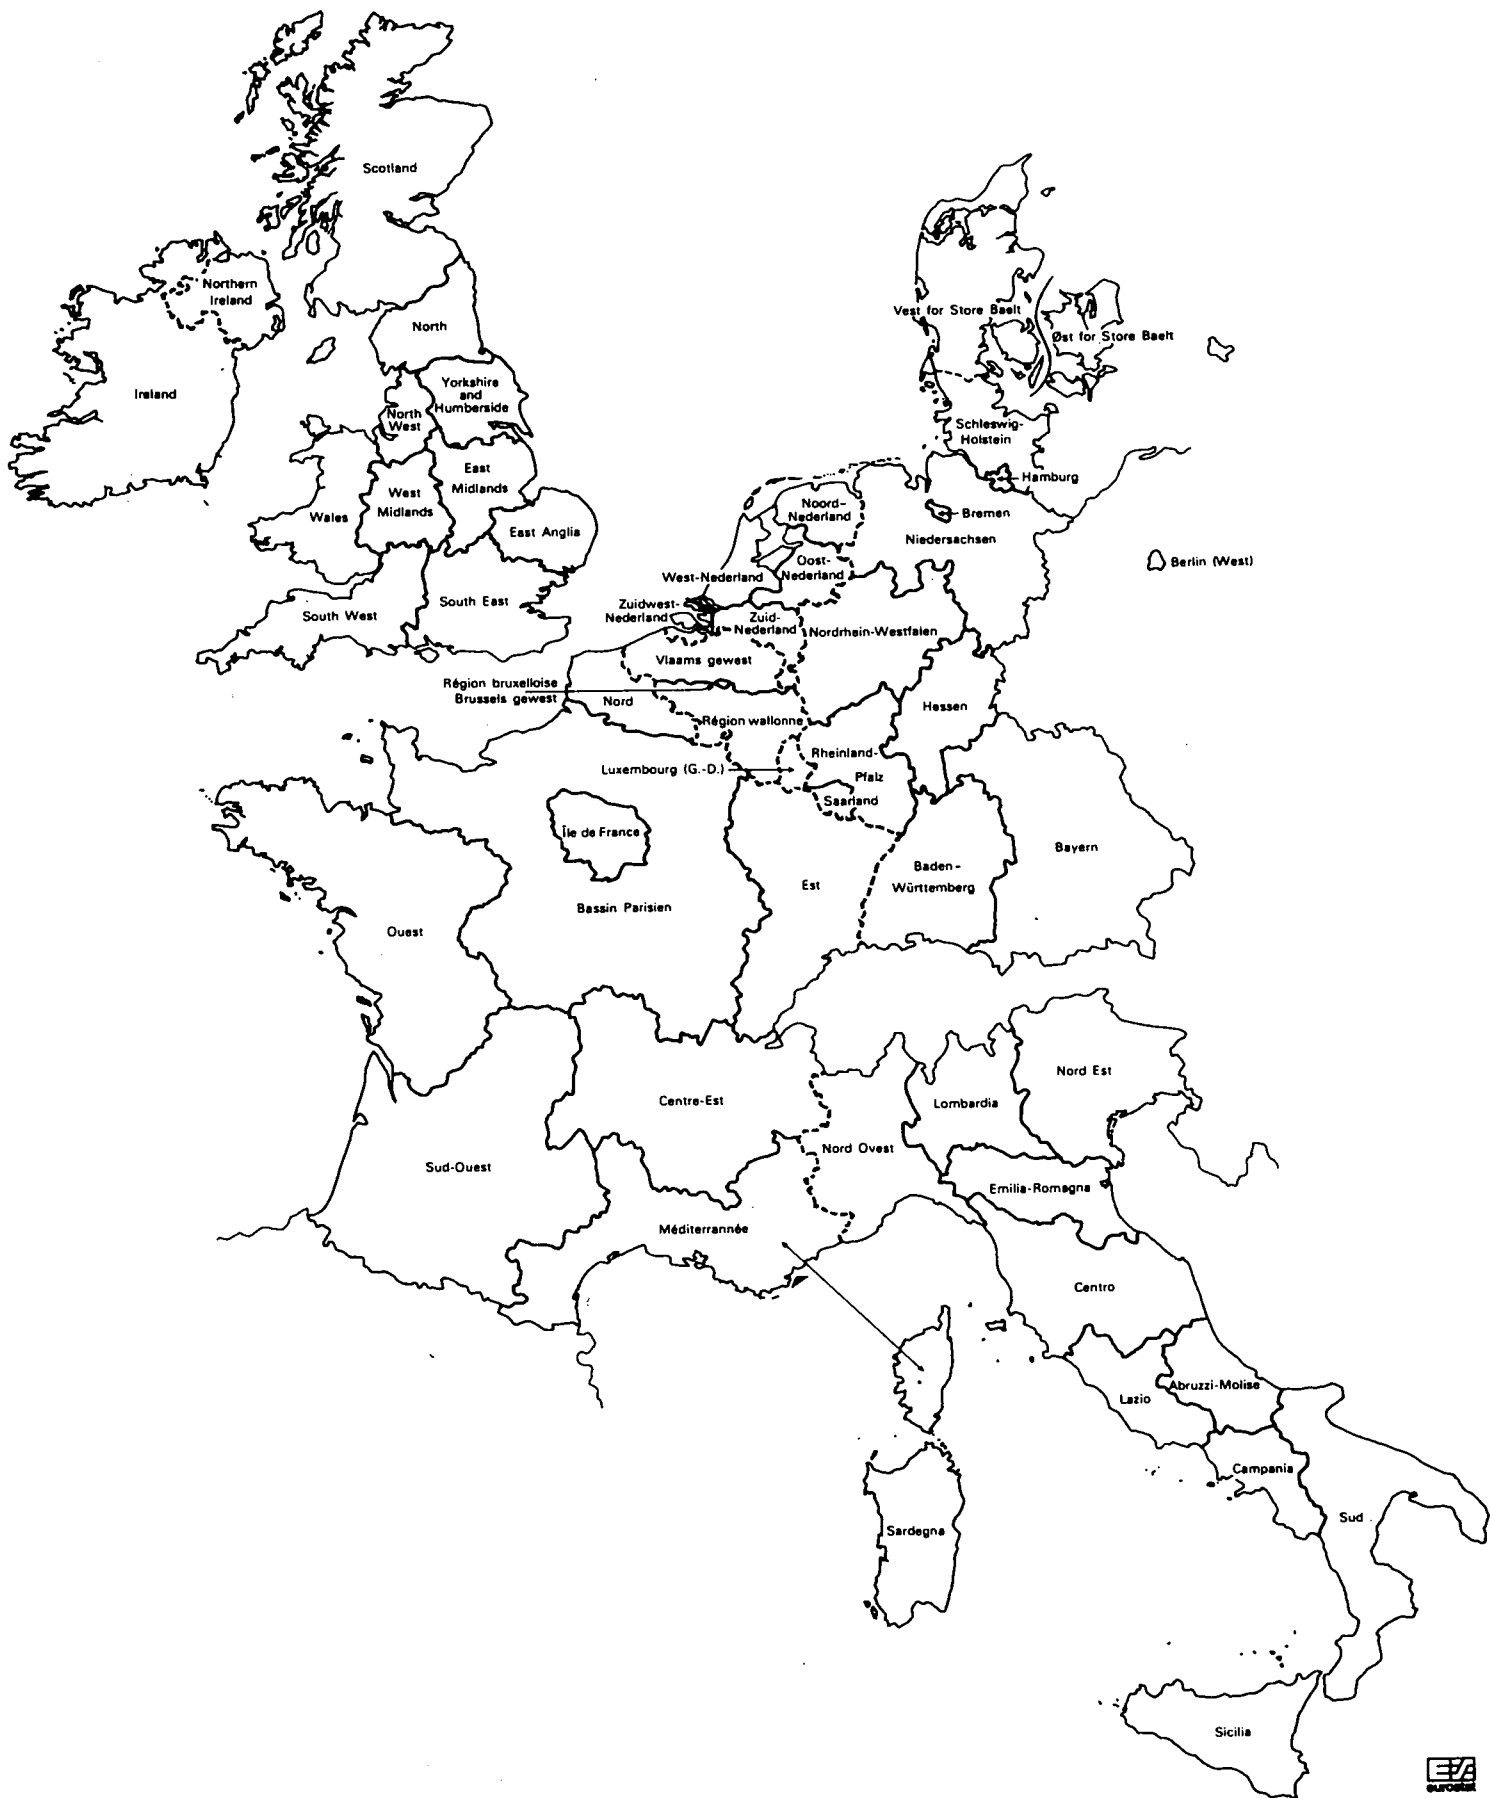 Scotland
Northern
Ireland
North
Ireland
Yorkshire
and
Humberside
North
West
East
Midlands
West
Midlands
Wales
East Anglia
South East
South West
Vest for Store Baelt
Øst for Store Baelt
Schleswig-
Holstein
Hamburg
Bremen
Niedersachsen
Berlin (West)
Noord-
Nederland
Oost-
Nederland
West-Nederland
Zuidwest-
Nederland
Zuid-
Nederland
Nordrhein-Westfalen
Vlaams gewest
Région bruxelloise
Brussels gewest
Nord
Région wallonne
Hessen
Luxembourg (G.-D.)
Rheinland-
Pfalz
Saarland
Île de France
Bassin Parisien
Est
Baden-
Württemberg
Bayern
Ouest
Centre-Est
Sud-Ouest
Méditerrannée
Nord Est
Lombardia
Nord Ovest
Emilia-Romagna
Centro
Lazio
Abruzzi-Molise
Campania
Sud
Sardegna
Sicilia
eurostat